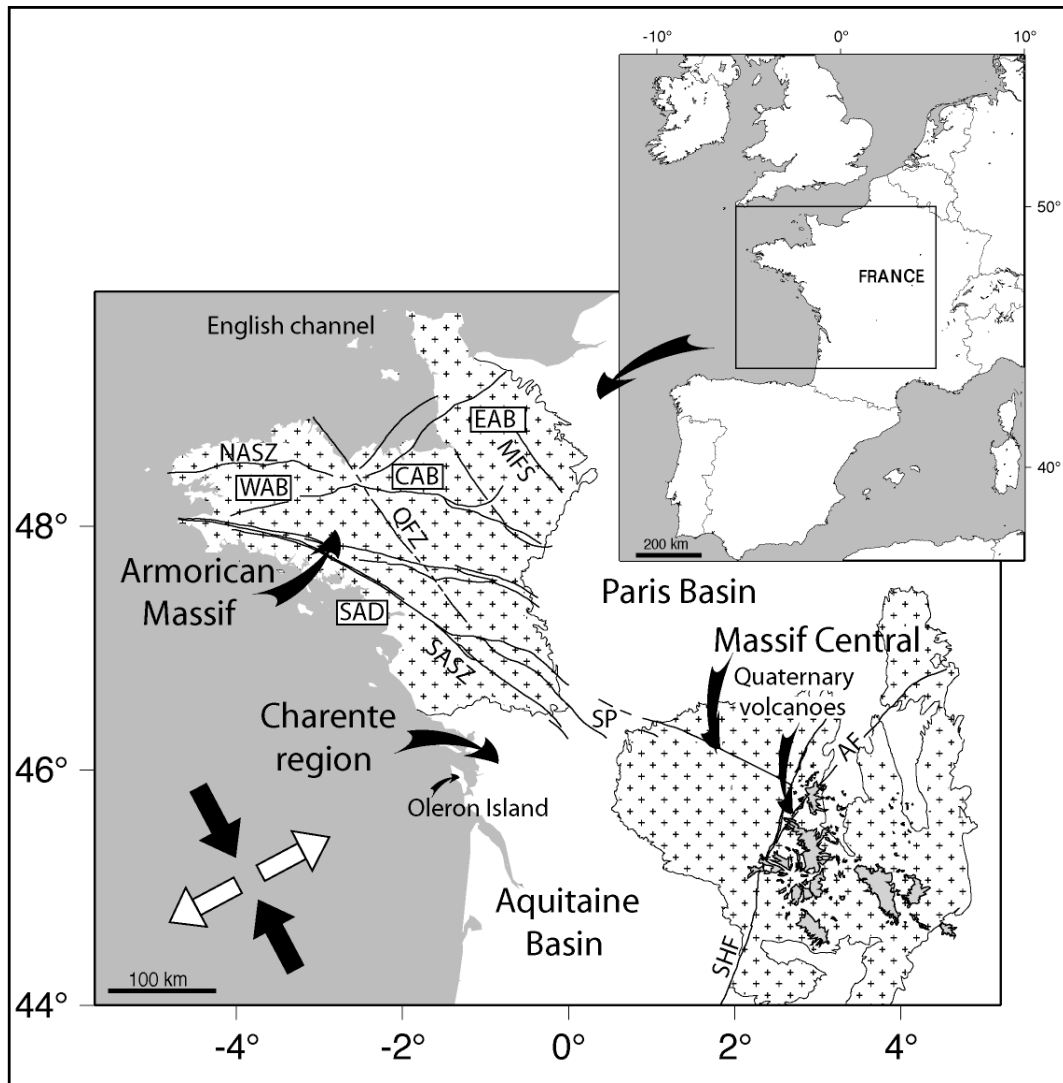 -10° 0° 10°
50°
FRANCE
40°
200 km
English channel
EAB
MFS
NASZ
CAB
WAB
48°
QFZ
Armorican
Massif
Paris Basin
SAD
SASZ
Massif Central
Quaternary
volcanoes
SP
AF
Charente
region
46°
Oleron Island
Aquitaine
Basin
SHF
100 km
44°
-4° -2° 0° 2° 4°